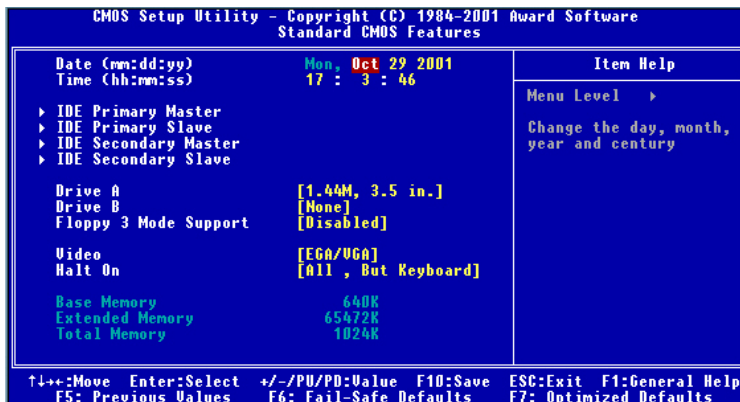 CMOS Setup Utility - Copyright (C) 1984-2001 Award Software
Standard CMOS Features
Date (mm:dd:yy) Mon, Oct 29 2001
Time (hh:mm:ss) 17 : 3 : 46
IDE Primary Master
IDE Primary Slave
IDE Secondary Master
IDE Secondary Slave
Drive A [1.44M, 3.5 in.]
Drive B [None]
Floppy 3 Mode Support [Disabled]
Video [EGA/VGA]
Halt On [All , But Keyboard]
Base Memory 640K
Extended Memory 65472K
Total Memory 1024K
Item Help
Menu Level ▸
Change the day, month,
year and century
↑↓→←:Move Enter:Select +/-/PU/PD:Value F10:Save ESC:Exit F1:General Help
F5: Previous Values F6: Fail-Safe Defaults F7: Optimized Defaults